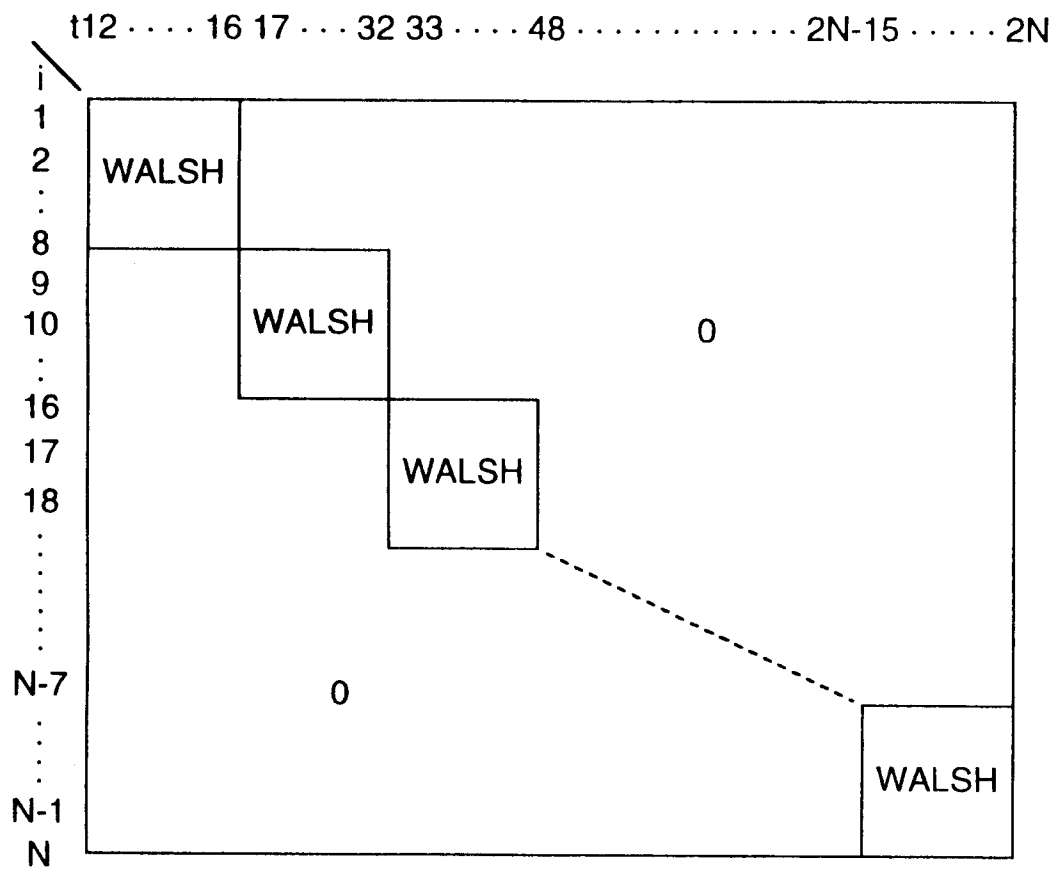 t12 · · · · 16 17 · · · 32 33 · · · · 48 · · · · · · · · · · · · 2N-15 · · · · · 2N
i
1
2 WALSH
:
8
9
10 WALSH 0
:
16
17 WALSH
18
:
N-7 0
:
N-1 WALSH
N